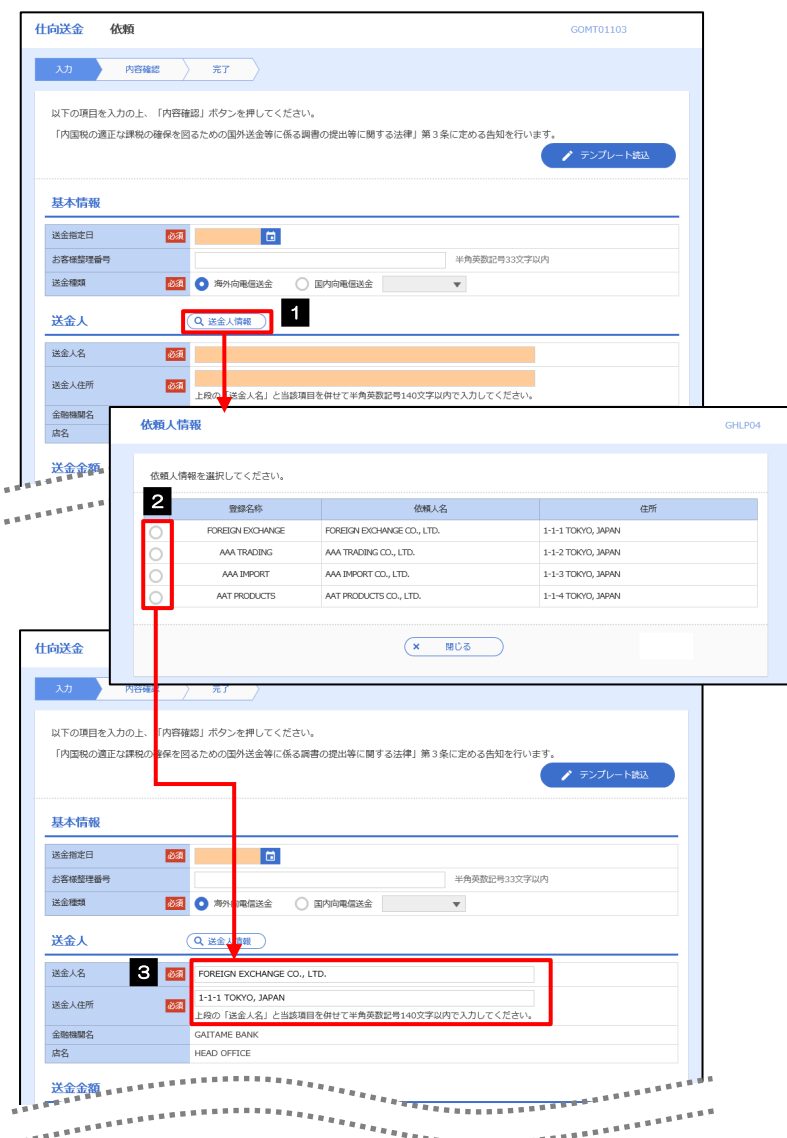 仕向送金 依頼 GOMT01103
入力 内容確認 完了
以下の項目を入力の上、「内容確認」ボタンを押してください。
「内国税の適正な課税の確保を図るための国外送金等に係る調書の提出等に関する法律」第３条に定める告知を行います。
テンプレート読込
基本情報
送金指定日 必須
お客様整理番号 半角英数記号33文字以内
送金種類 必須 海外向電信送金 国内向電信送金
送金人 送金人情報 1
送金人名 必須
送金人住所 必須
上段の「送金人名」と当該項目を併せて半角英数記号140文字以内で入力してください。
金融機関名
店名
送金金額
依頼人情報 GHLP04
依頼人情報を選択してください。
2 登録名称 依頼人名 住所
FOREIGN EXCHANGE FOREIGN EXCHANGE CO., LTD. 1-1-1 TOKYO, JAPAN
AAA TRADING AAA TRADING CO., LTD. 1-1-2 TOKYO, JAPAN
AAA IMPORT AAA IMPORT CO., LTD. 1-1-3 TOKYO, JAPAN
AAT PRODUCTS AAT PRODUCTS CO., LTD. 1-1-4 TOKYO, JAPAN
× 閉じる
仕向送金
入力 内容確認 完了
以下の項目を入力の上、「内容確認」ボタンを押してください。
「内国税の適正な課税の確保を図るための国外送金等に係る調書の提出等に関する法律」第３条に定める告知を行います。
テンプレート読込
基本情報
送金指定日 必須
お客様整理番号 半角英数記号33文字以内
送金種類 必須 海外向電信送金 国内向電信送金
送金人 送金人情報
送金人名 3 必須 FOREIGN EXCHANGE CO., LTD.
送金人住所 必須 1-1-1 TOKYO, JAPAN
上段の「送金人名」と当該項目を併せて半角英数記号140文字以内で入力してください。
金融機関名 GAITAME BANK
店名 HEAD OFFICE
送金金額